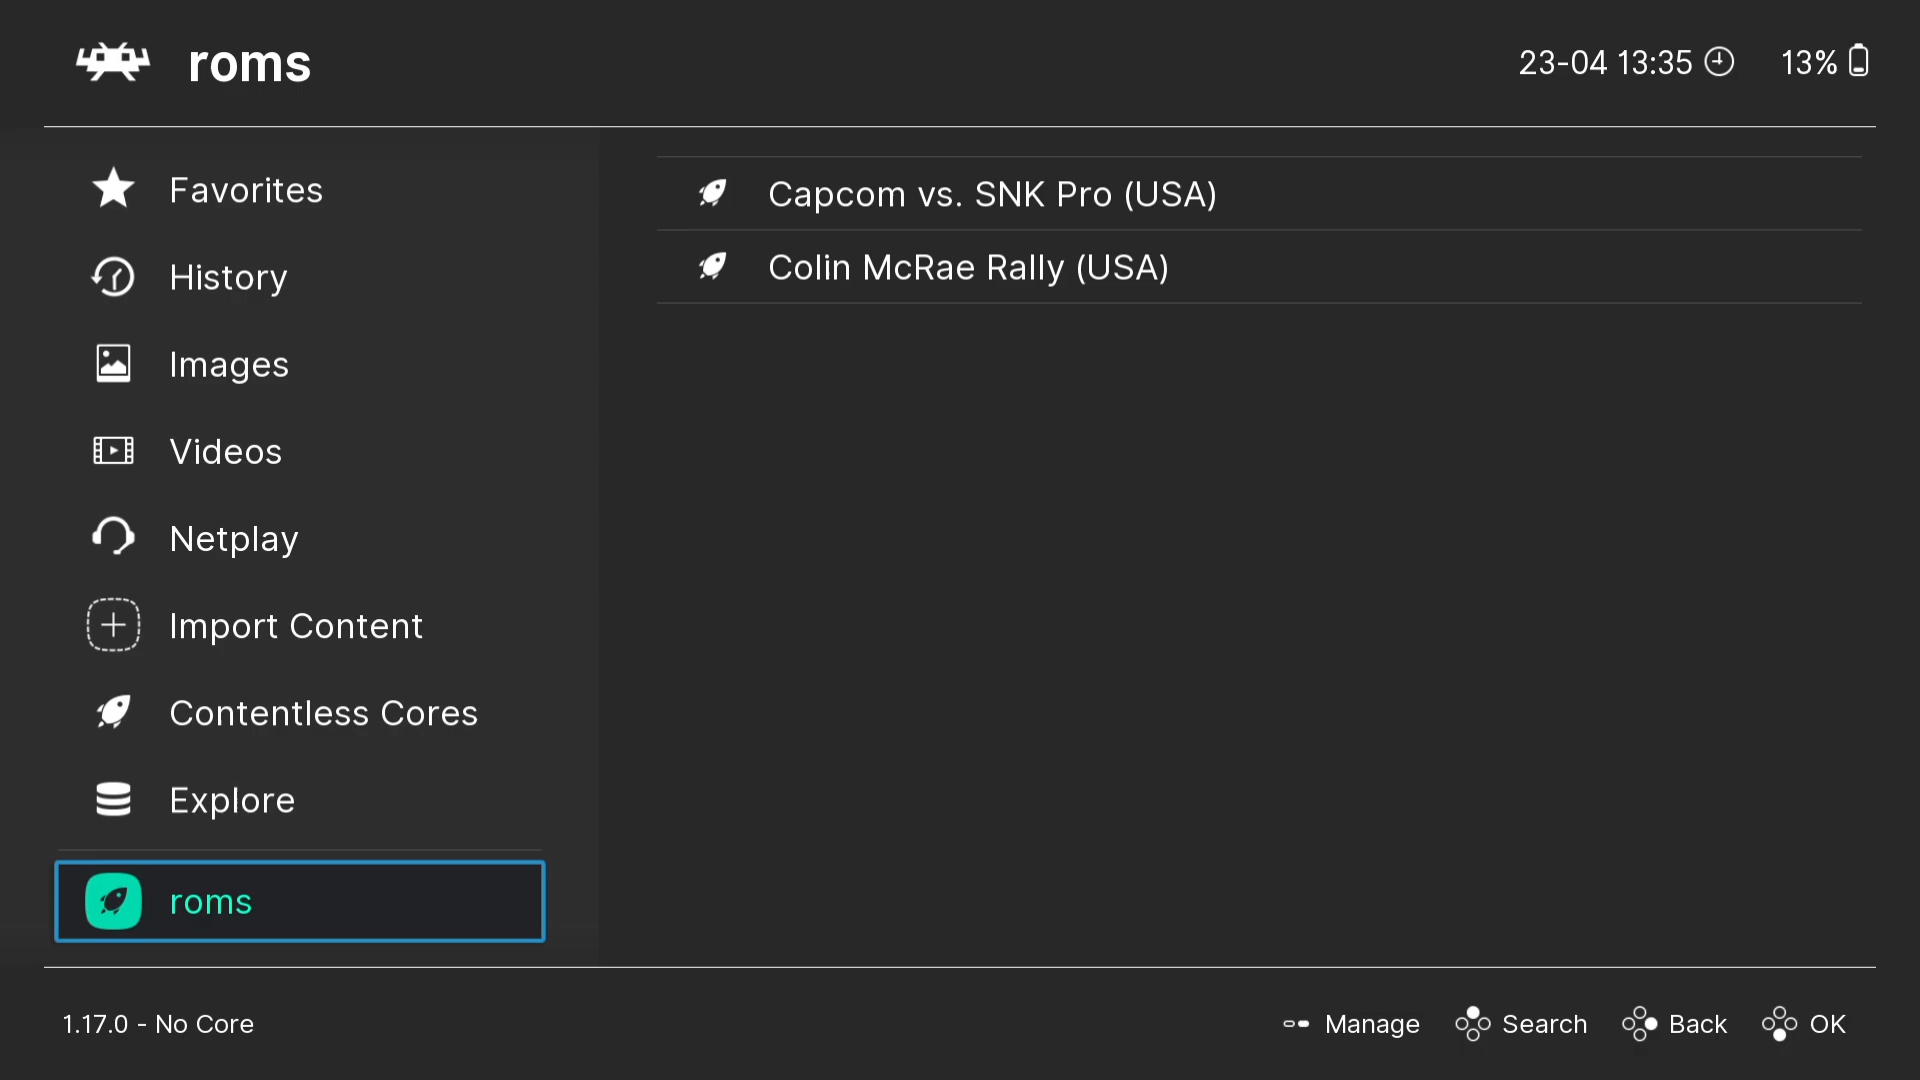 roms
23-04 13:35
13%
Favorites
History
Images
Videos
Netplay
Import Content
Contentless Cores
Explore
roms
Capcom vs. SNK Pro (USA)
Colin McRae Rally (USA)
1.17.0 - No Core
Manage
Search
Back
OK